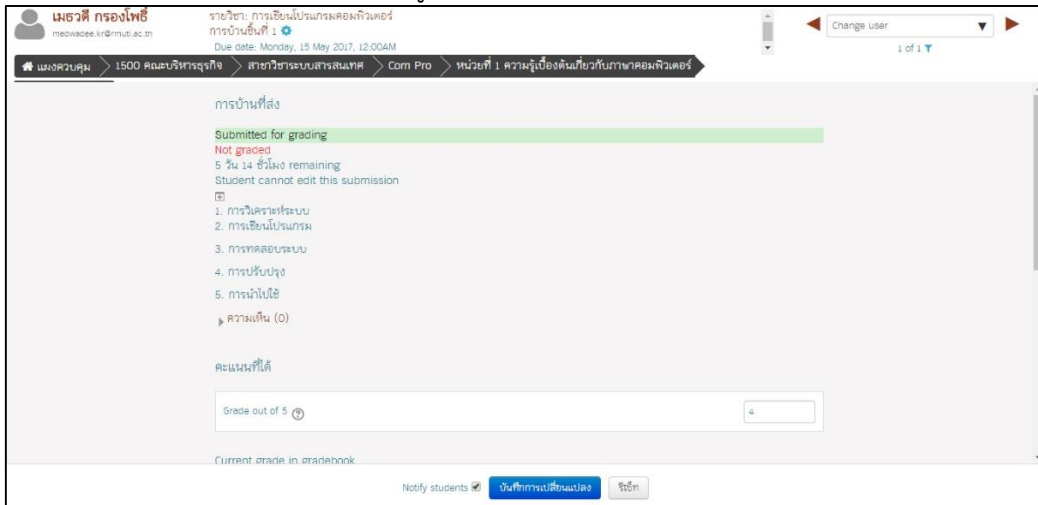 เมธวดี กรองโพธิ์
meowadee.kr@rmuti.ac.th
รายวิชา: การเขียนโปรแกรมคอมพิวเตอร์
การบ้านชิ้นที่ 1
Due date: Monday, 15 May 2017, 12:00AM
Change user
1 of 1
แผงควบคุม
1500 คณะบริหารธุรกิจ
สาขาวิชาระบบสารสนเทศ
Com Pro
หน่วยที่ 1 ความรู้เบื้องต้นเกี่ยวกับภาษาคอมพิวเตอร์
การบ้านที่ส่ง
Submitted for grading
Not graded
5 วัน 14 ชั่วโมง remaining
Student cannot edit this submission
1. การวิเคราะห์ระบบ
2. การเขียนโปรแกรม
3. การทดสอบระบบ
4. การปรับปรุง
5. การนำไปใช้
ความเห็น (0)
คะแนนที่ได้
Grade out of 5
4
Current grade in gradebook
Notify students
บันทึกการเปลี่ยนแปลง
รีเซ็ท